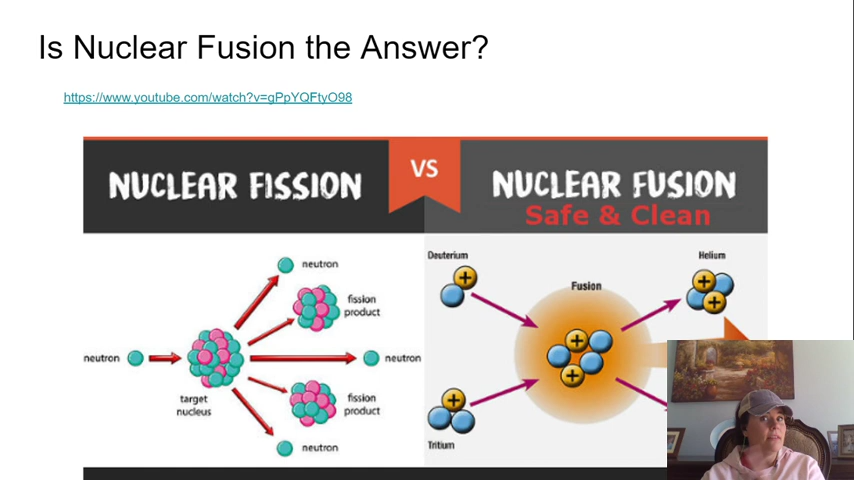 Is Nuclear Fusion the Answer?
https://www.youtube.com/watch?v=gPpYQFtyO98
NUCLEAR FISSION
VS
NUCLEAR FUSION
Safe & Clean
neutron
fission
product
neutron
neutron
target
nucleus
fission
product
neutron
Deuterium
+
Fusion
Helium
+
+
+
+
Tritium
+